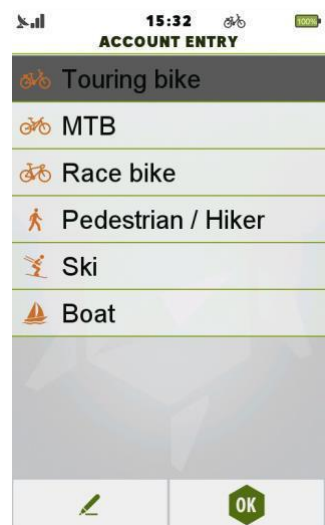 15:32
100%
ACCOUNT ENTRY
Touring bike
MTB
Race bike
Pedestrian / Hiker
Ski
Boat
OK